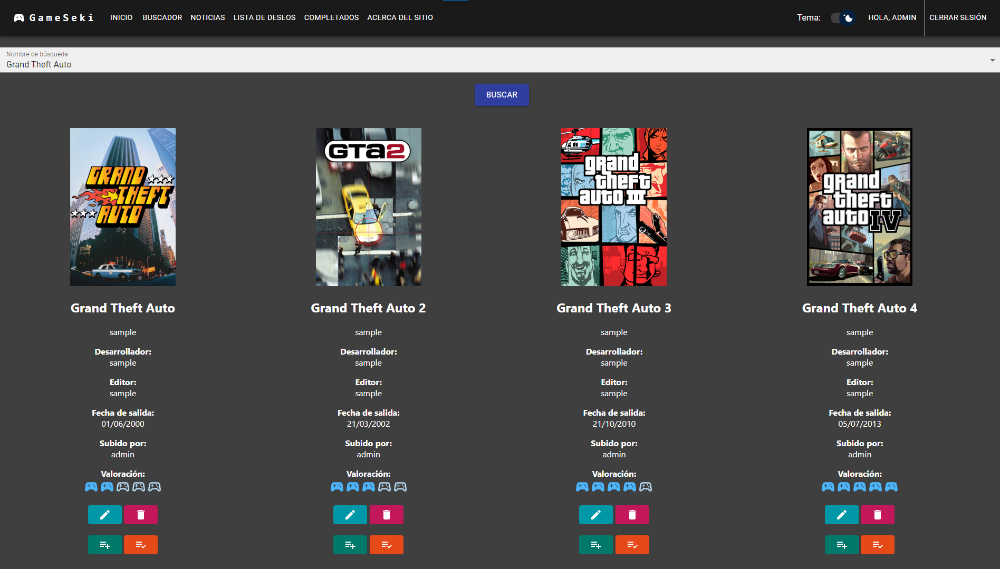 GameSeki INICIO BUSCADOR NOTICIAS LISTA DE DESEOS COMPLETADOS ACERCA DEL SITIO Tema: HOLA, ADMIN CERRAR SESIÓN
Nombre de búsqueda
Grand Theft Auto
BUSCAR
GRAND
THEFT
AUTO
GTA2
grand
theft
auto III
grand
theft
auto IV
Grand Theft Auto Grand Theft Auto 2 Grand Theft Auto 3 Grand Theft Auto 4
sample sample sample sample
Desarrollador: Desarrollador: Desarrollador: Desarrollador:
sample sample sample sample
Editor: Editor: Editor: Editor:
sample sample sample sample
Fecha de salida: Fecha de salida: Fecha de salida: Fecha de salida:
01/06/2000 21/03/2002 21/10/2010 05/07/2013
Subido por: Subido por: Subido por: Subido por:
admin admin admin admin
Valoración: Valoración: Valoración: Valoración: